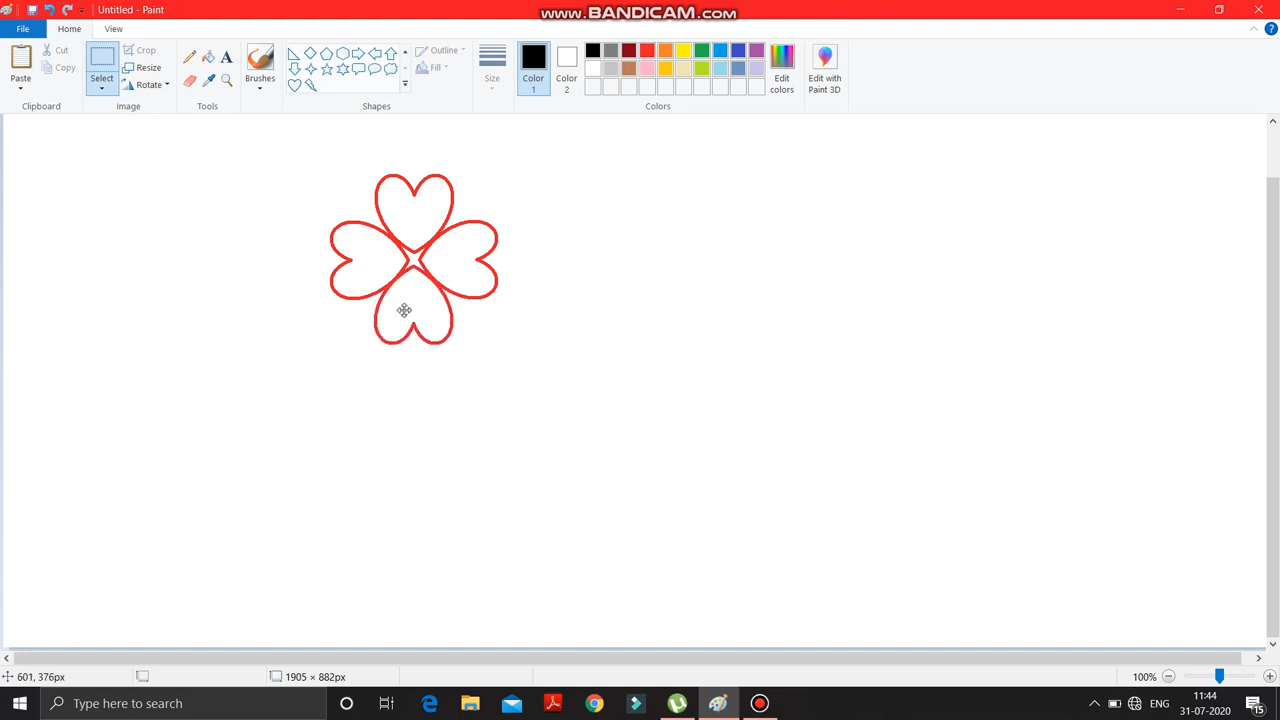 Untitled - Paint
www.BANDICAM.com
File
Home
View
Paste
Cut
Copy
Clipboard
Select
Crop
Resize
Rotate
Image
Tools
Brushes
Outline
Fill
Shapes
Size
Color
1
Color
2
Edit
colors
Colors
Edit with
Paint 3D
601, 376px
1905 × 882px
100%
Type here to search
ENG
11:44
31-07-2020
15